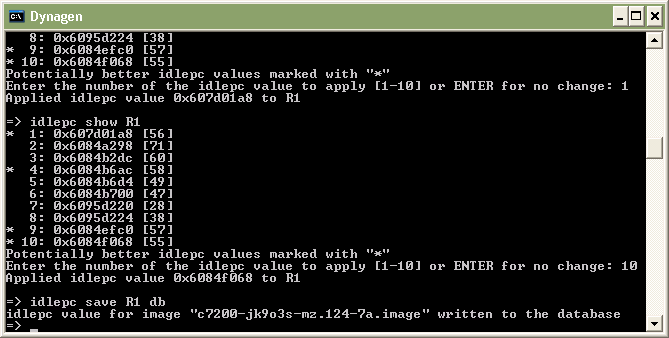 Dynagen
8: 0x6095d224 [38]
* 9: 0x6084efc0 [57]
* 10: 0x6084f068 [55]
Potentially better idlepc values marked with "*"
Enter the number of the idlepc value to apply [1-10] or ENTER for no change: 1
Applied idlepc value 0x607d01a8 to R1
=> idlepc show R1
* 1: 0x607d01a8 [56]
2: 0x6084a298 [71]
3: 0x6084b2dc [60]
* 4: 0x6084b6ac [58]
5: 0x6084b6d4 [49]
6: 0x6084b700 [47]
7: 0x6095d220 [28]
8: 0x6095d224 [38]
* 9: 0x6084efc0 [57]
* 10: 0x6084f068 [55]
Potentially better idlepc values marked with "*"
Enter the number of the idlepc value to apply [1-10] or ENTER for no change: 10
Applied idlepc value 0x6084f068 to R1
=> idlepc save R1 db
idlepc value for image "c7200-jk9o3s-mz.124-7a.image" written to the database
=> _